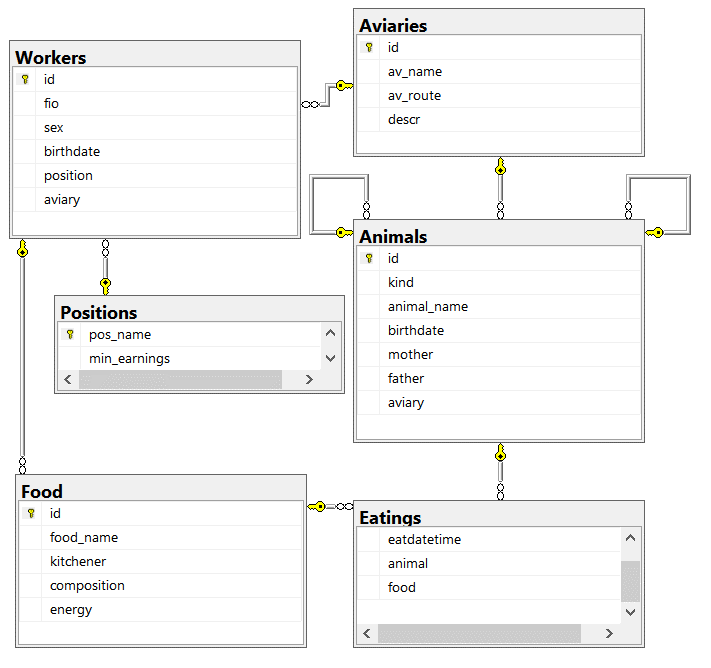 Workers
id
fio
sex
birthdate
position
aviary
Aviaries
id
av_name
av_route
descr
Positions
pos_name
min_earnings
Animals
id
kind
animal_name
birthdate
mother
father
aviary
Food
id
food_name
kitchener
composition
energy
Eatings
eatdatetime
animal
food